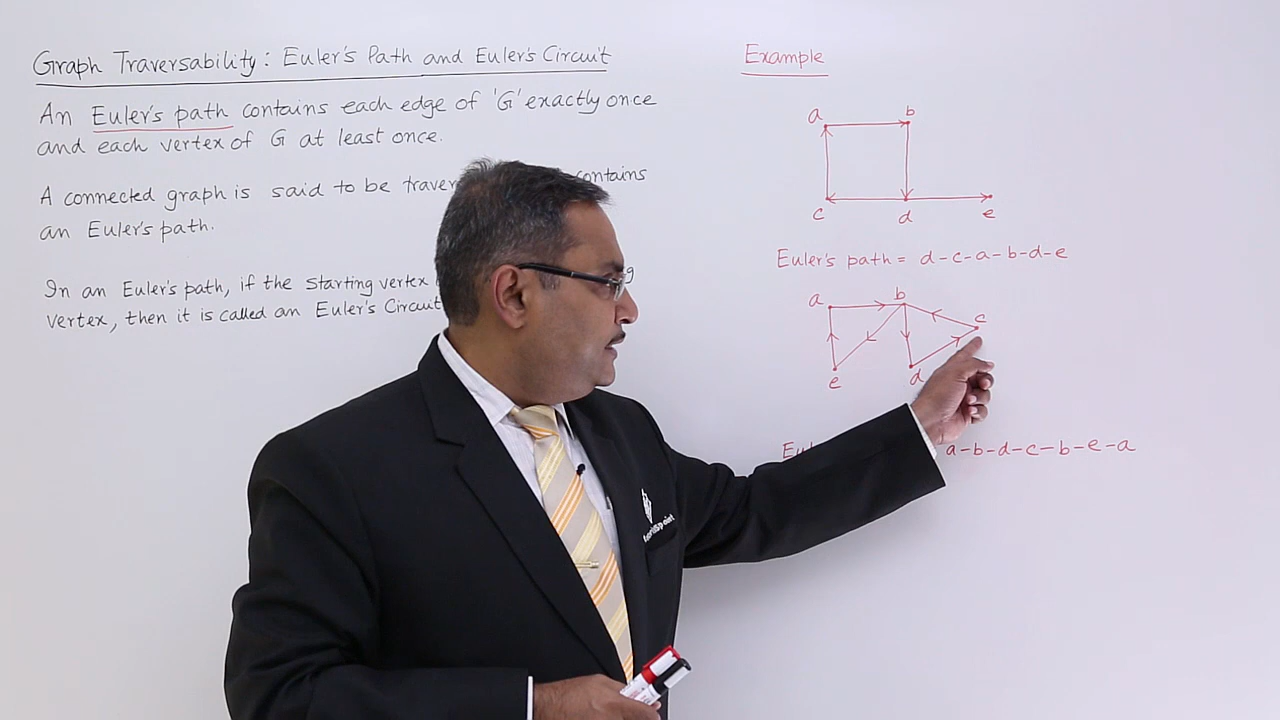 Graph Traversability: Euler's Path and Euler's Circuit
An Euler's path contains each edge of 'G' exactly once
and each vertex of G at least once.
A connected graph is said to be contains
an Euler's path.
In an Euler's path, if the starting vertex
vertex, then it is called an Euler's Circuit
Example
a b
c d e
Euler's path = d-c-a-b-d-e
a b c
e d
a-b-d-c-b-e-a